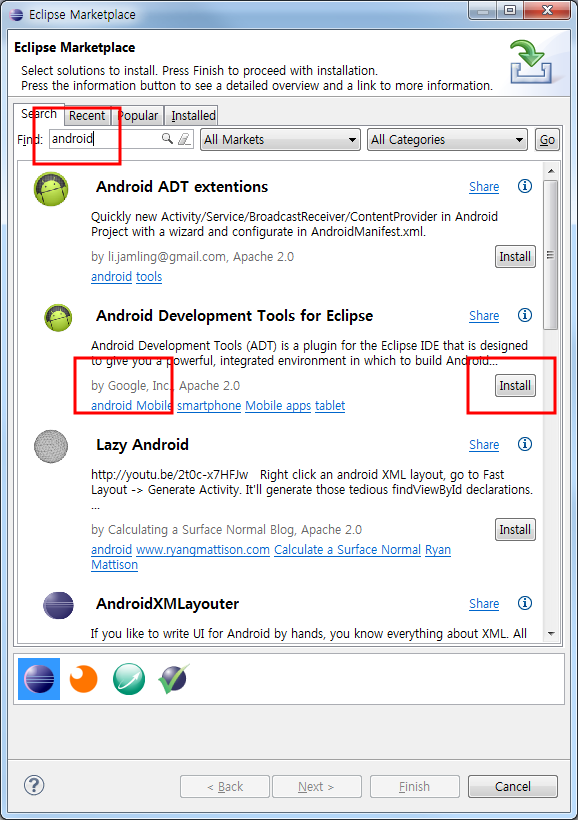 Eclipse Marketplace
Eclipse Marketplace
Select solutions to install. Press Finish to proceed with installation.
Press the information button to see a detailed overview and a link to more information.
Search Recent Popular Installed
Find: android All Markets All Categories Go
Android ADT extentions Share
Quickly new Activity/Service/BroadcastReceiver/ContentProvider in Android
Project with a wizard and configurate in AndroidManifest.xml.
by li.jamling@gmail.com, Apache 2.0 Install
android tools
Android Development Tools for Eclipse Share
Android Development Tools (ADT) is a plugin for the Eclipse IDE that is designed
to give you a powerful, integrated environment in which to build Android...
by Google, Inc., Apache 2.0 Install
android Mobile smartphone Mobile apps tablet
Lazy Android Share
http://youtu.be/2t0c-x7HFJw Right click an android XML layout, go to Fast
Layout -> Generate Activity. It'll generate those tedious findViewById declarations.
...
by Calculating a Surface Normal Blog, Apache 2.0 Install
android www.ryangmattison.com Calculate a Surface Normal Ryan
Mattison
AndroidXMLayouter Share
If you like to write UI for Android by hands, you know everything about XML. All
< Back Next > Finish Cancel